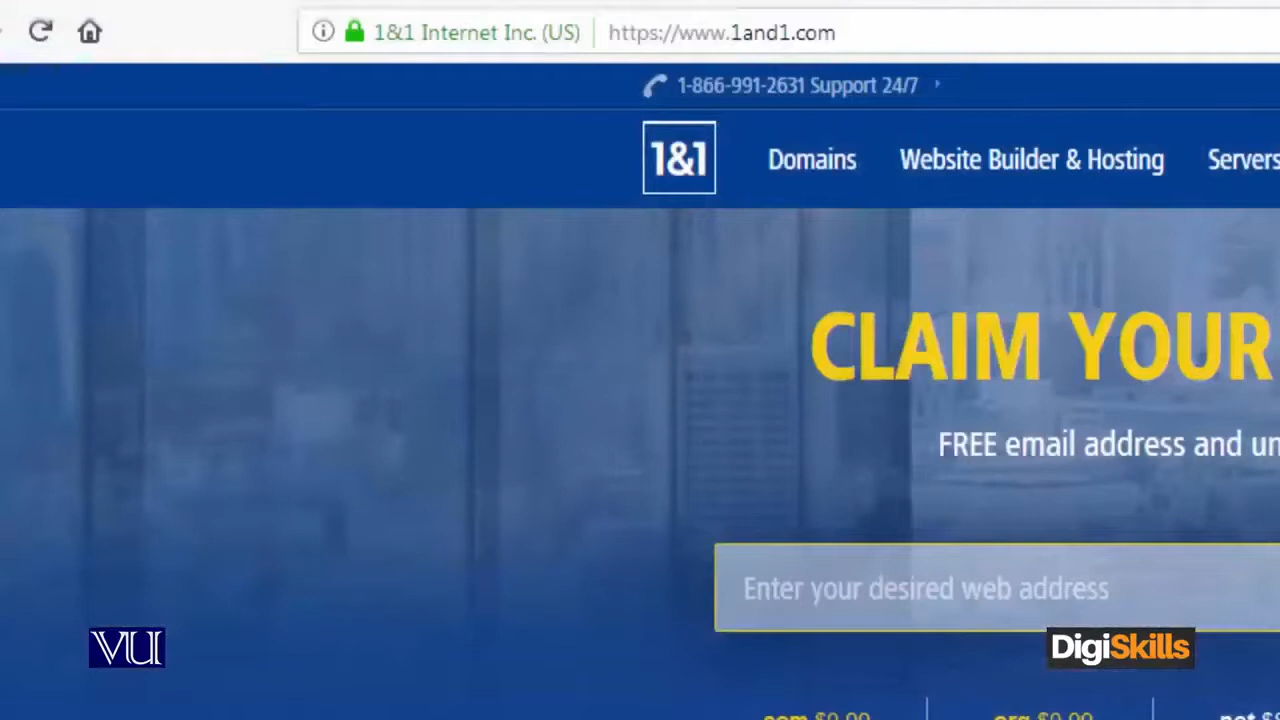 1&1 Internet Inc. (US) https://www.1and1.com
1-866-991-2631 Support 24/7
1&1 Domains Website Builder & Hosting Servers
CLAIM YOUR
FREE email address and
Enter your desired web address
VU
DigiSkills